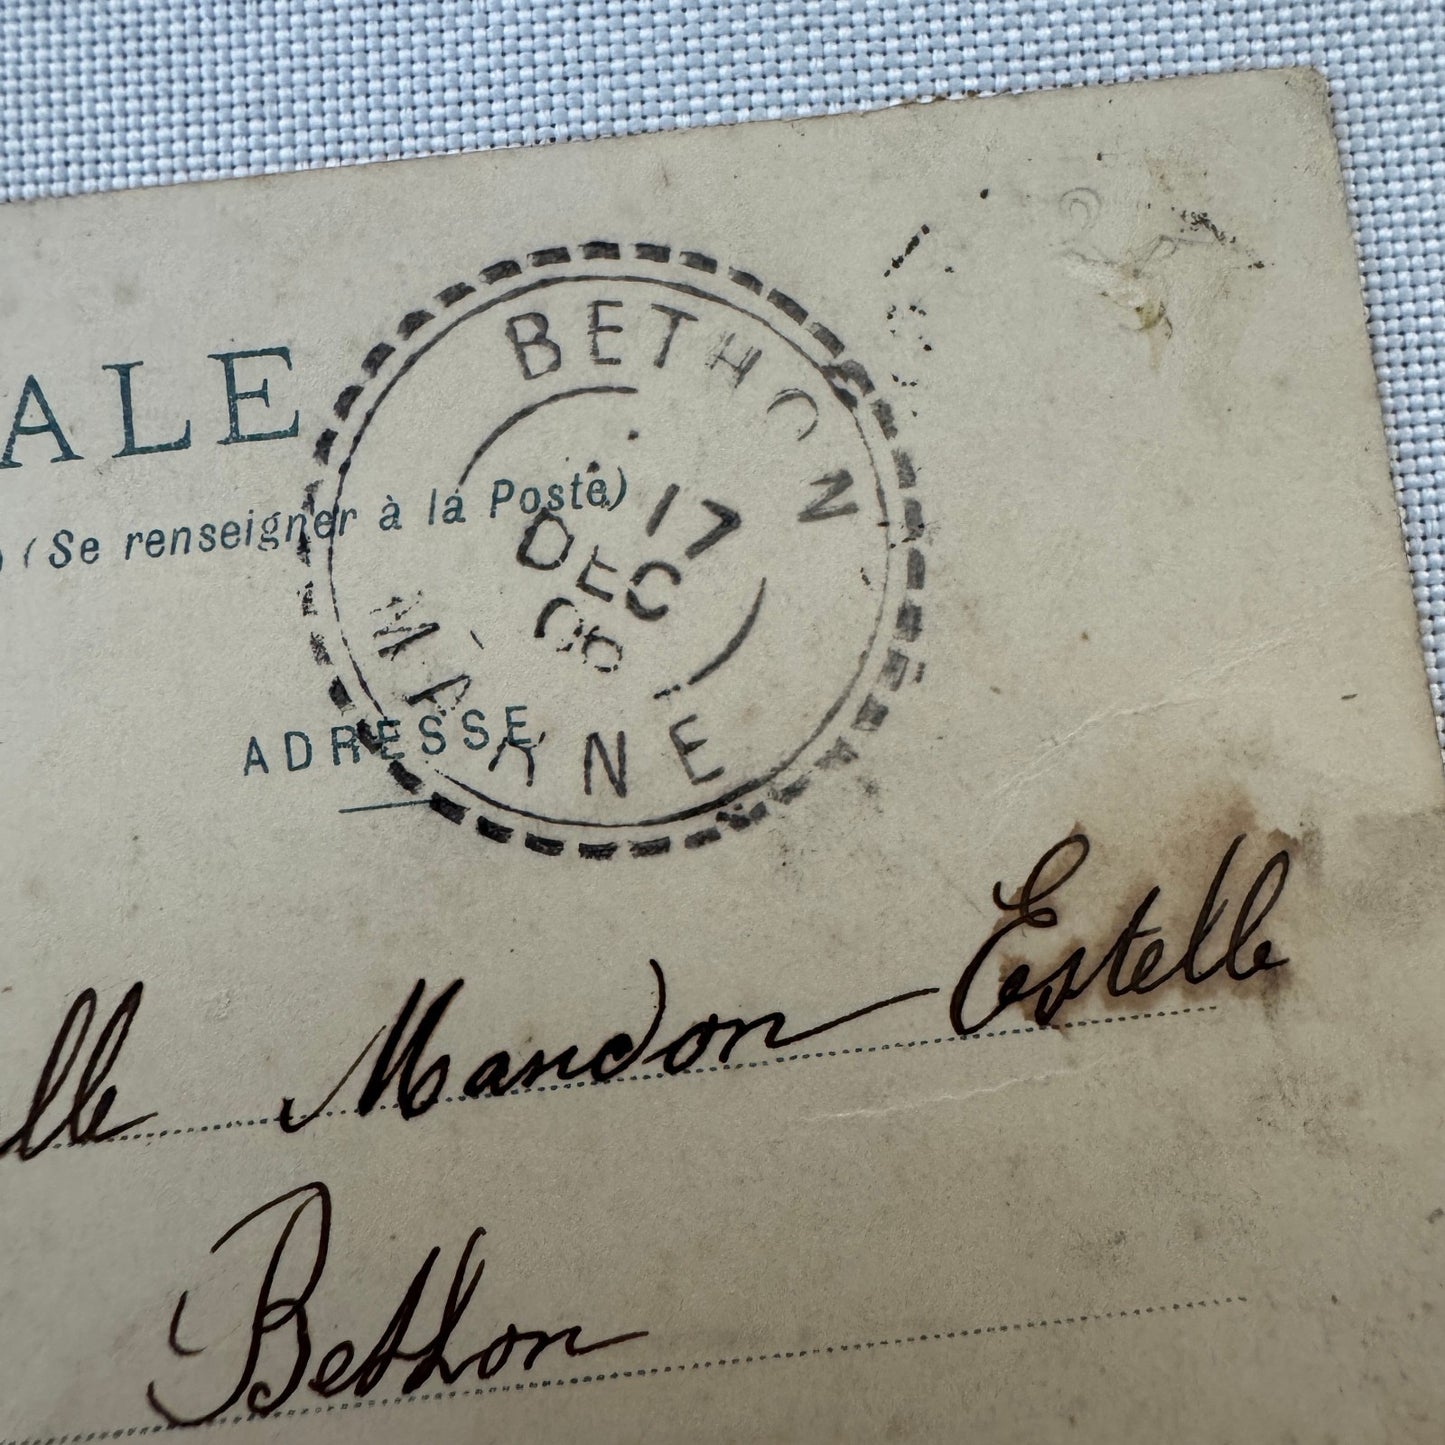 ALE
(Se renseigner à la Poste)
BETHON
17
DEC
06
MARNE
ADRESSE
lle Mandon Estelle
Bethon